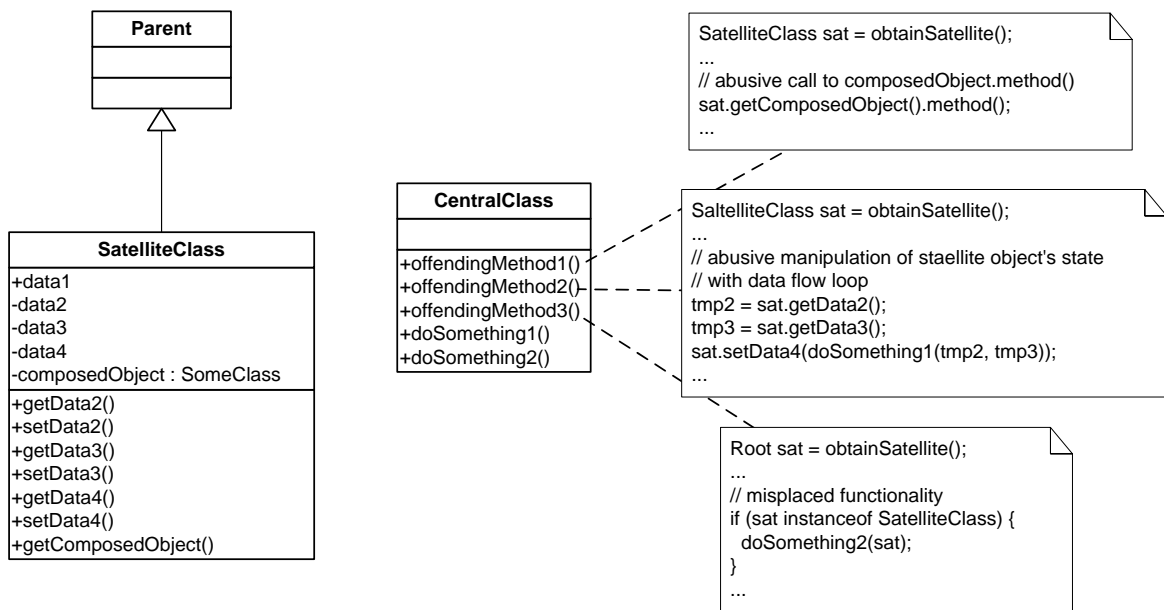 Parent
SatelliteClass
+data1
-data2
-data3
-data4
-composedObject : SomeClass
+getData2()
+setData2()
+getData3()
+setData3()
+getData4()
+setData4()
+getComposedObject()
CentralClass
+offendingMethod1()
+offendingMethod2()
+offendingMethod3()
+doSomething1()
+doSomething2()
SatelliteClass sat = obtainSatellite();
...
// abusive call to composedObject.method()
sat.getComposedObject().method();
...
SaltelliteClass sat = obtainSatellite();
...
// abusive manipulation of staellite object's state
// with data flow loop
tmp2 = sat.getData2();
tmp3 = sat.getData3();
sat.setData4(doSomething1(tmp2, tmp3));
...
Root sat = obtainSatellite();
...
// misplaced functionality
if (sat instanceof SatelliteClass) {
doSomething2(sat);
}
...